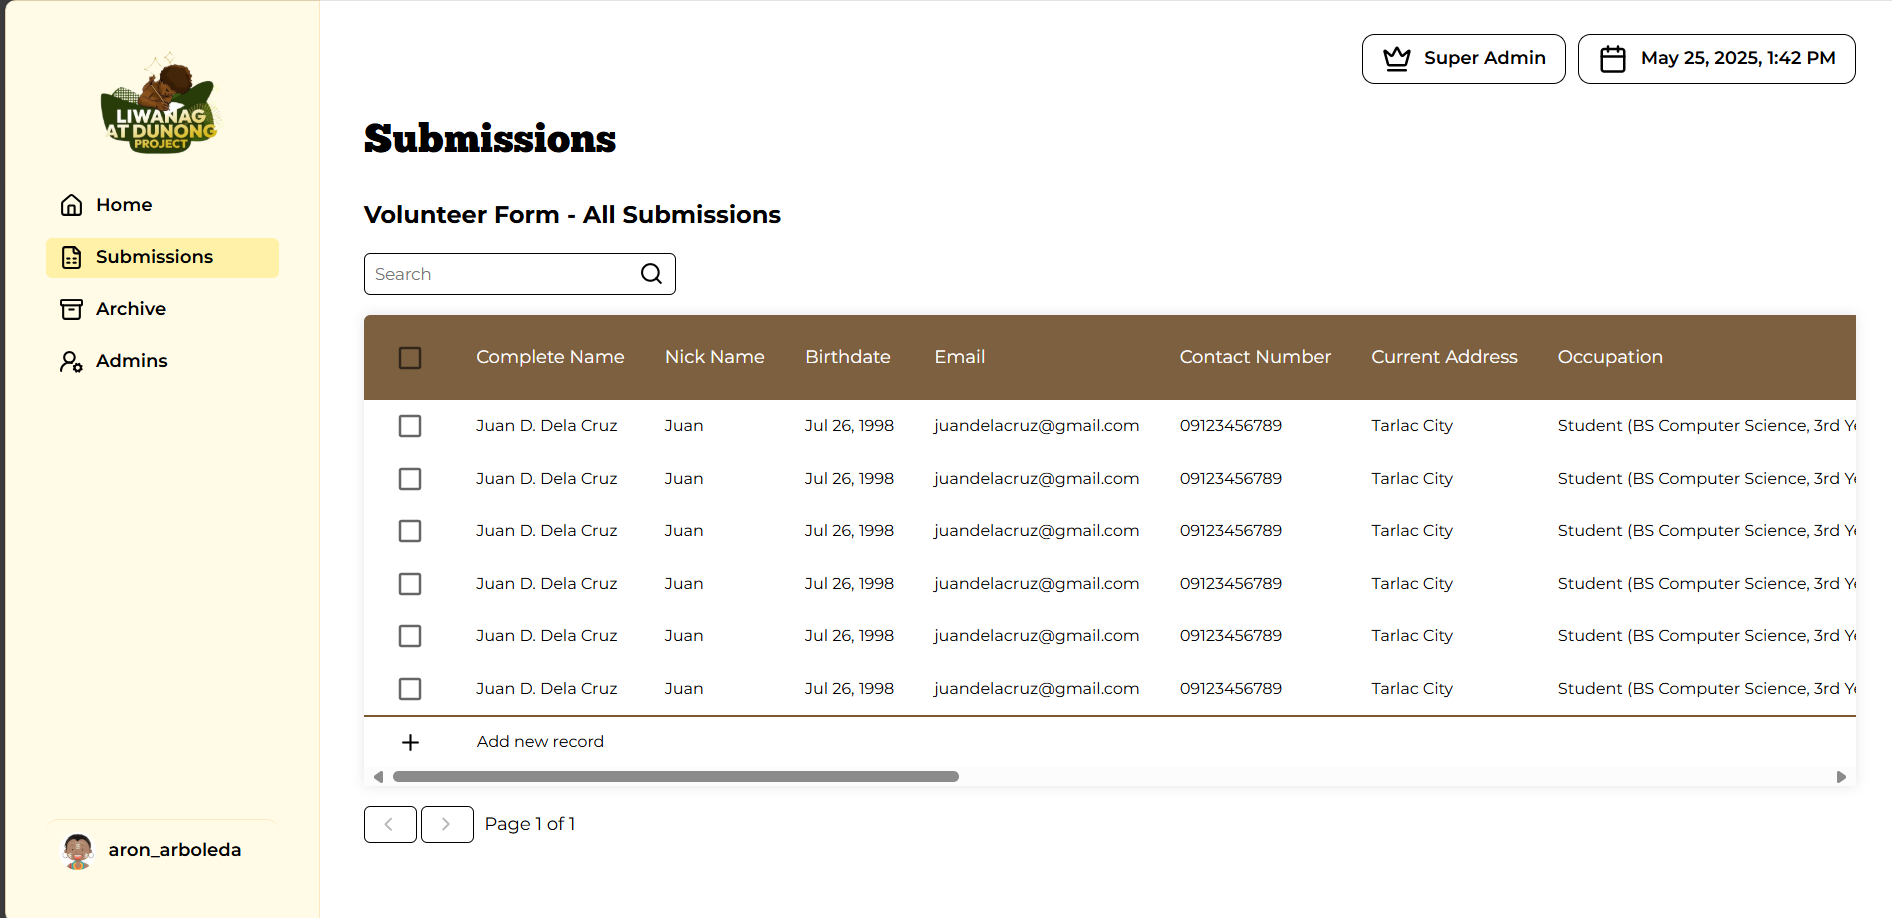 LIWANAG
AT DUNONG
PROJECT
Home
Submissions
Archive
Admins
aron_arboleda
Super Admin
May 25, 2025, 1:42 PM
Submissions
Volunteer Form - All Submissions
Search
Complete Name Nick Name Birthdate Email Contact Number Current Address Occupation
Juan D. Dela Cruz Juan Jul 26, 1998 juandelacruz@gmail.com 09123456789 Tarlac City Student (BS Computer Science, 3rd Ye
Juan D. Dela Cruz Juan Jul 26, 1998 juandelacruz@gmail.com 09123456789 Tarlac City Student (BS Computer Science, 3rd Ye
Juan D. Dela Cruz Juan Jul 26, 1998 juandelacruz@gmail.com 09123456789 Tarlac City Student (BS Computer Science, 3rd Ye
Juan D. Dela Cruz Juan Jul 26, 1998 juandelacruz@gmail.com 09123456789 Tarlac City Student (BS Computer Science, 3rd Ye
Juan D. Dela Cruz Juan Jul 26, 1998 juandelacruz@gmail.com 09123456789 Tarlac City Student (BS Computer Science, 3rd Ye
Juan D. Dela Cruz Juan Jul 26, 1998 juandelacruz@gmail.com 09123456789 Tarlac City Student (BS Computer Science, 3rd Ye
Add new record
Page 1 of 1